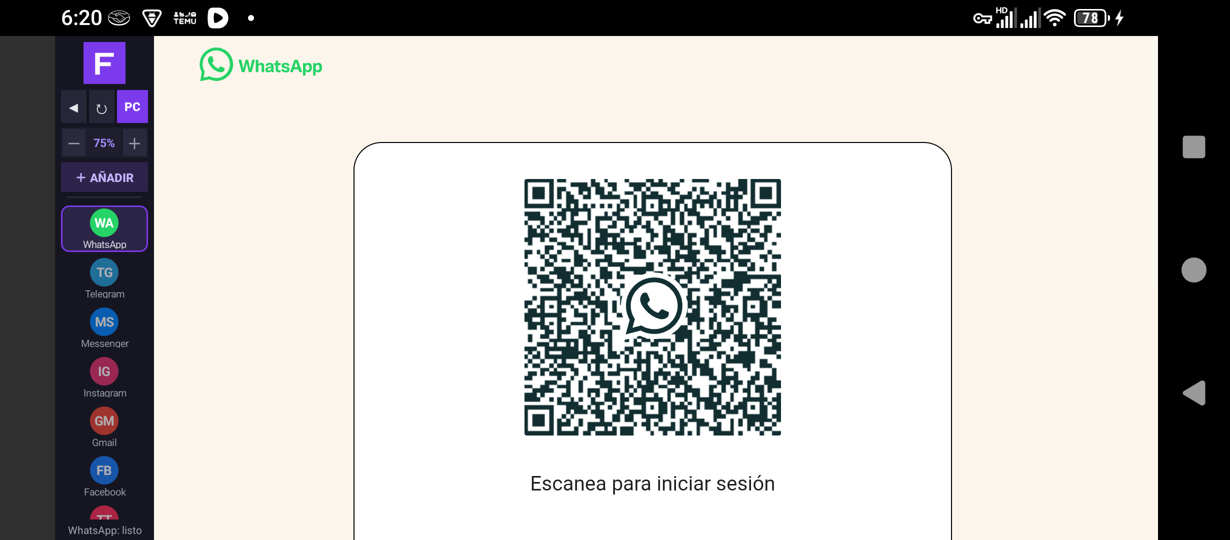 6:20
TEMU
HD
78
F
PC
75%
+ AÑADIR
WA
WhatsApp
TG
Telegram
MS
Messenger
IG
Instagram
GM
Gmail
FB
Facebook
TT
WhatsApp: listo
WhatsApp
Escanea para iniciar sesión